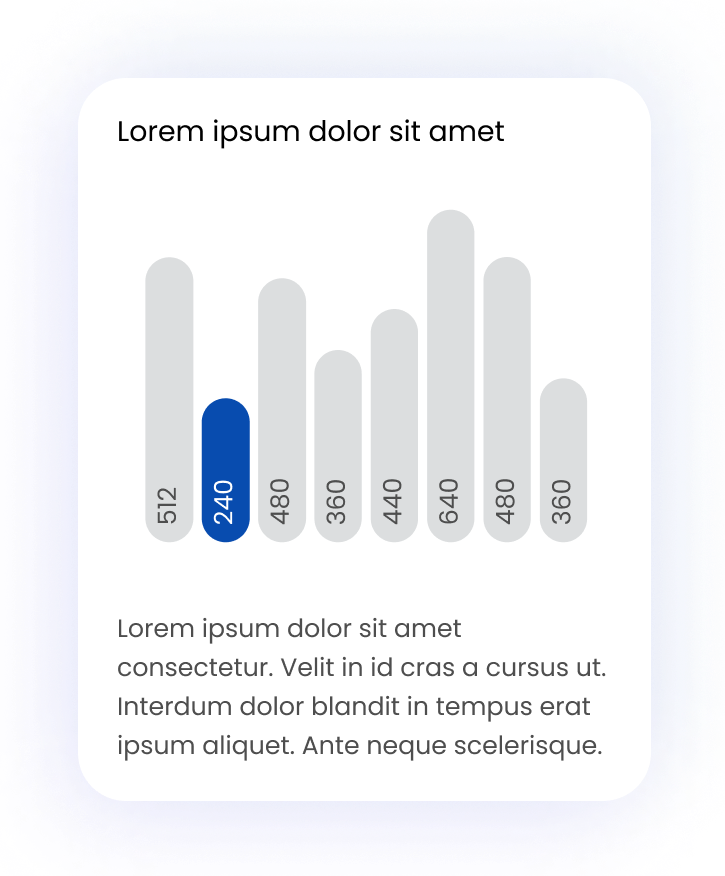 Lorem ipsum dolor sit amet
512
240
480
360
440
640
480
360
Lorem ipsum dolor sit amet
consectetur. Velit in id cras a cursus ut.
Interdum dolor blandit in tempus erat
ipsum aliquet. Ante neque scelerisque.